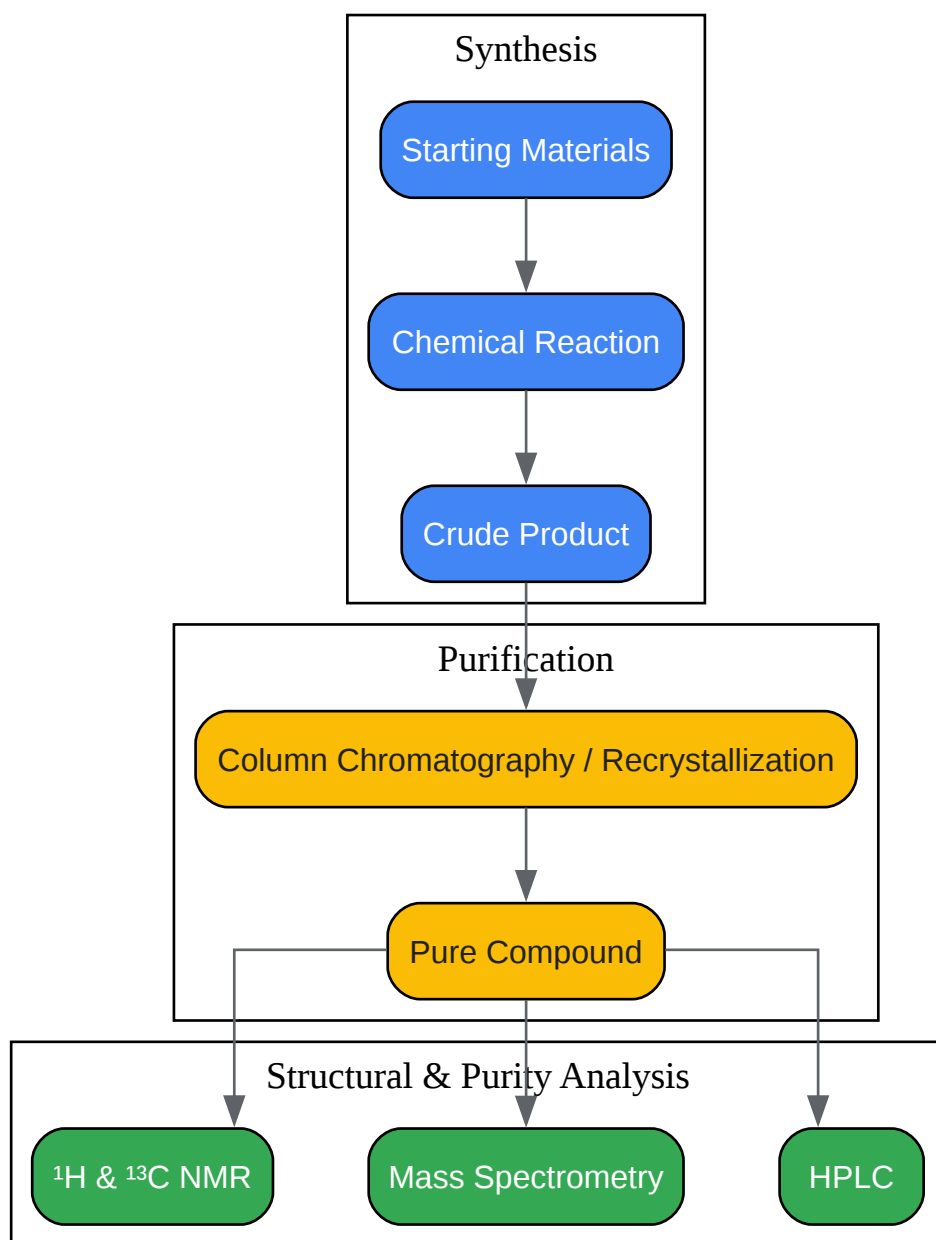 Synthesis
Starting Materials
Chemical Reaction
Crude Product
Purification
Column Chromatography / Recrystallization
Pure Compound
Structural & Purity Analysis
¹H & ¹³C NMR
Mass Spectrometry
HPLC